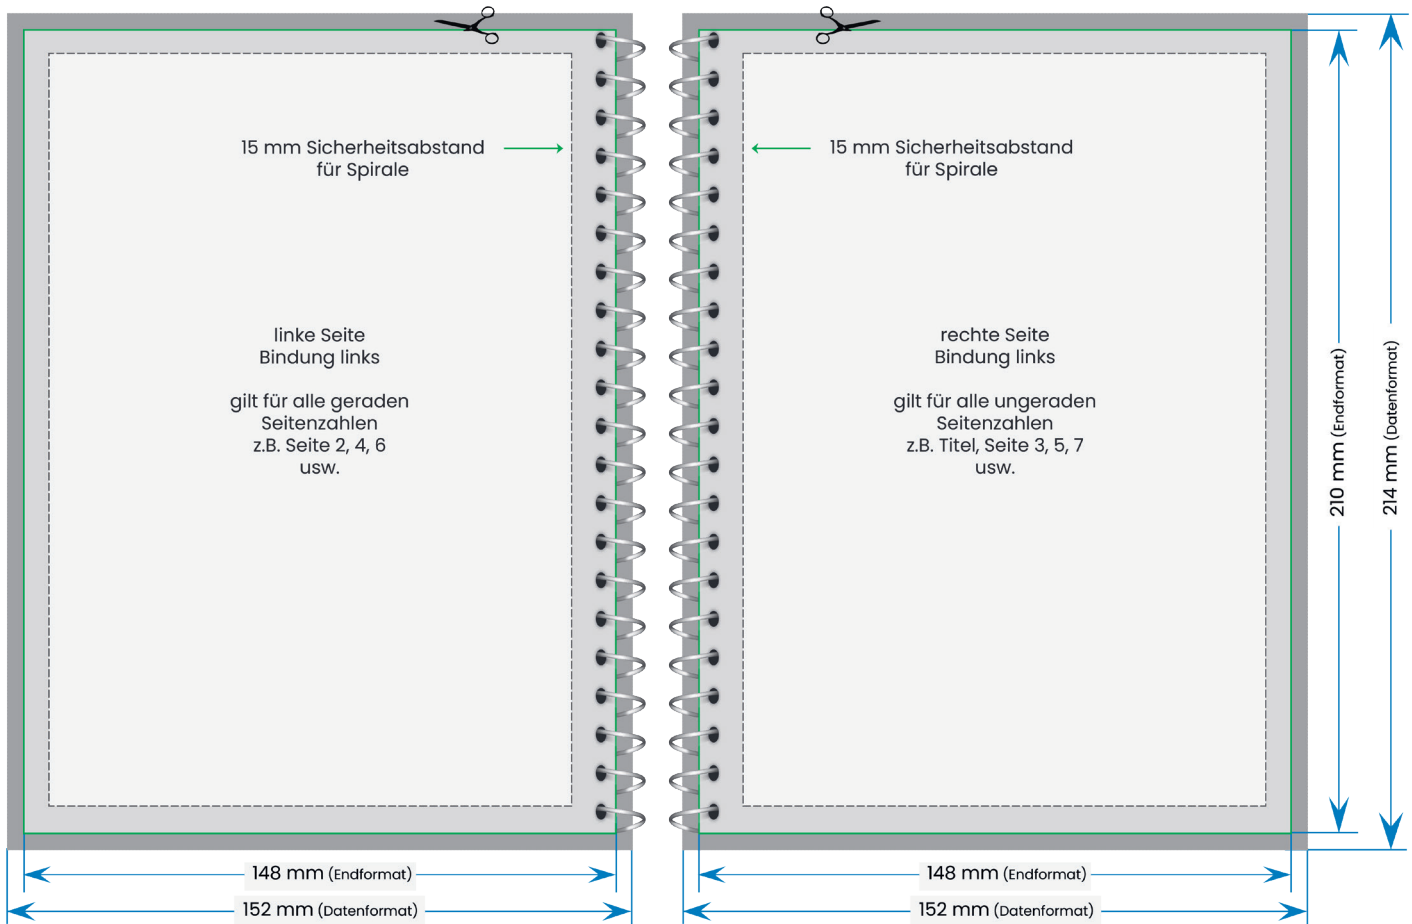 15 mm Sicherheitsabstand
für Spirale
linke Seite
Bindung links
gilt für alle geraden
Seitenzahlen
z.B. Seite 2, 4, 6
usw.
148 mm (Endformat)
152 mm (Datenformat)
15 mm Sicherheitsabstand
für Spirale
rechte Seite
Bindung links
gilt für alle ungeraden
Seitenzahlen
z.B. Titel, Seite 3, 5, 7
usw.
148 mm (Endformat)
152 mm (Datenformat)
210 mm (Endformat)
214 mm (Datenformat)